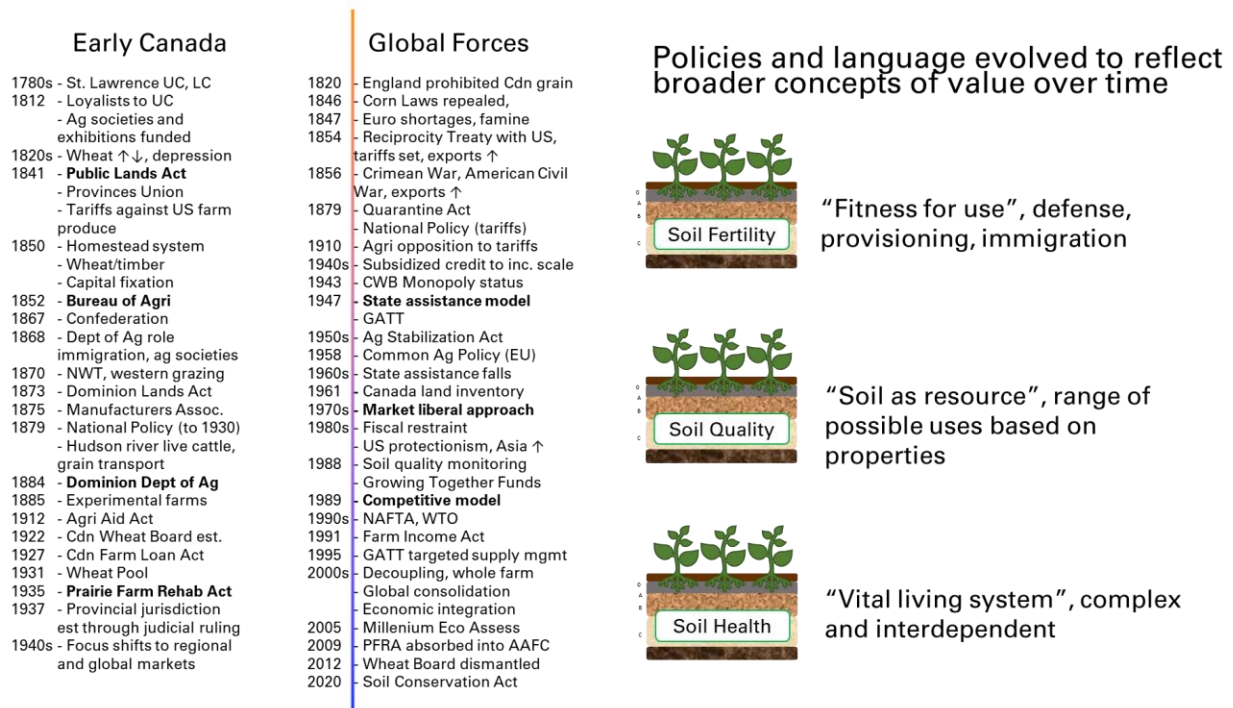 Early Canada
1780s - St. Lawrence UC, LC
1812 - Loyalists to UC
- Ag societies and
exhibitions funded
1820s - Wheat ↑↓, depression
1841 - Public Lands Act
- Provinces Union
- Tariffs against US farm
produce
1850 - Homestead system
- Wheat/timber
- Capital fixation
1852 - Bureau of Agri
1867 - Confederation
1868 - Dept of Ag role
immigration, ag societies
1870 - NWT, western grazing
1873 - Dominion Lands Act
1875 - Manufacturers Assoc.
1879 - National Policy (to 1930)
- Hudson river live cattle,
grain transport
1884 - Dominion Dept of Ag
1885 - Experimental farms
1912 - Agri Aid Act
1922 - Cdn Wheat Board est.
1927 - Cdn Farm Loan Act
1931 - Wheat Pool
1935 - Prairie Farm Rehab Act
1937 - Provincial jurisdiction
est through judicial ruling
1940s - Focus shifts to regional
and global markets
Global Forces
1820 - England prohibited Cdn grain
1846 - Corn Laws repealed,
1847 - Euro shortages, famine
1854 - Reciprocity Treaty with US,
tariffs set, exports ↑
1856 - Crimean War, American Civil
War, exports ↑
1879 - Quarantine Act
- National Policy (tariffs)
1910 - Agri opposition to tariffs
1940s - Subsidized credit to inc. scale
1943 - CWB Monopoly status
1947 - State assistance model
- GATT
1950s - Ag Stabilization Act
1958 - Common Ag Policy (EU)
1960s - State assistance falls
1961 - Canada land inventory
1970s - Market liberal approach
1980s - Fiscal restraint
- US protectionism, Asia ↑
1988 - Soil quality monitoring
- Growing Together Funds
1989 - Competitive model
1990s - NAFTA, WTO
1991 - Farm Income Act
1995 - GATT targeted supply mgmt
2000s - Decoupling, whole farm
- Global consolidation
- Economic integration
2005 - Millenium Eco Assess
2009 - PFRA absorbed into AAFC
2012 - Wheat Board dismantled
2020 - Soil Conservation Act
Policies and language evolved to reflect
broader concepts of value over time
O
A
B
C
Soil Fertility
“Fitness for use”, defense,
provisioning, immigration
O
A
B
C
Soil Quality
“Soil as resource”, range of
possible uses based on
properties
O
A
B
C
Soil Health
“Vital living system”, complex
and interdependent